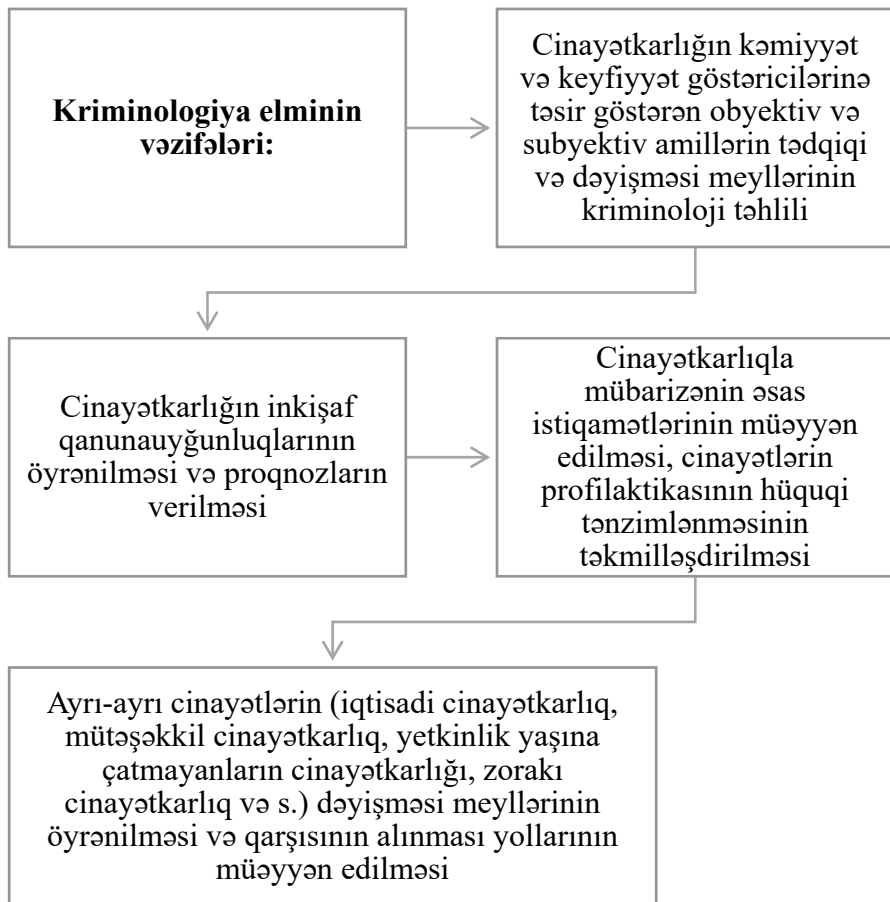 Kriminologiya elminin
vəzifələri:
Cinayətkarlığın kəmiyyət
və keyfiyyət göstəricilərinə
təsir göstərən obyektiv və
subyektiv amillərin tədqiqi
və dəyişməsi meyllərinin
kriminoloji təhlili
Cinayətkarlığın inkişaf
qanunauyğunluqlarının
öyrənilməsi və proqnozların
verilməsi
Cinayətkarlıqla
mübarizənin əsas
istiqamətlərinin müəyyən
edilməsi, cinayətlərin
profilaktikasının hüquqi
tənzimlənməsinin
təkmilləşdirilməsi
Ayrı-ayrı cinayətlərin (iqtisadi cinayətkarlıq,
mütəşəkkil cinayətkarlıq, yetkinlik yaşına
çatmayanların cinayətkarlığı, zorakı
cinayətkarlıq və s.) dəyişməsi meyllərinin
öyrənilməsi və qarşısının alınması yollarının
müəyyən edilməsi